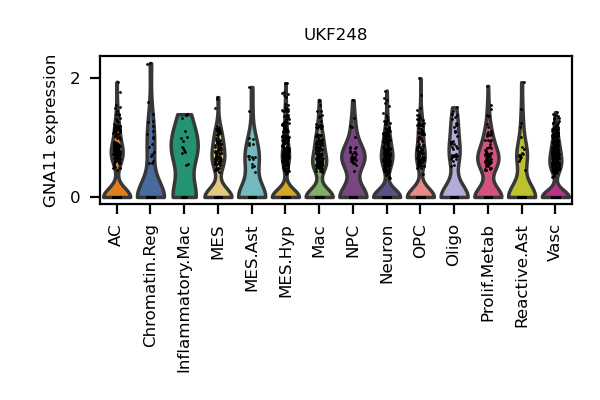 UKF248
GNA11 expression
2
0
AC
Chromatin.Reg
Inflammatory.Mac
MES
MES.Ast
MES.Hyp
Mac
NPC
Neuron
OPC
Oligo
Prolif.Metab
Reactive.Ast
Vasc